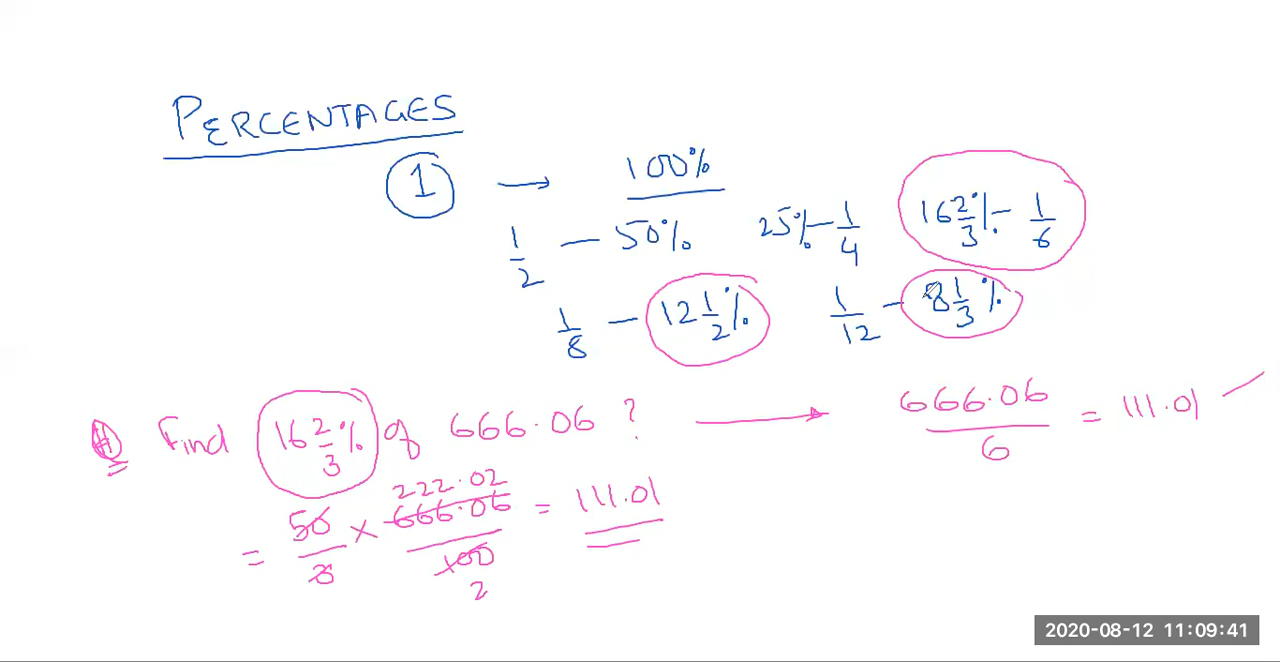 PERCENTAGES
1 → 100%
1/2 — 50% 25% — 1/4 16 2/3% — 1/6
1/8 — 12 1/2% 1/12 — 8 1/3%
Find 16 2/3% of 666.06 ? → 666.06/6 = 111.01
222.02
= 50/3 × 666.06/100 = 111.01
2
2020-08-12 11:09:41